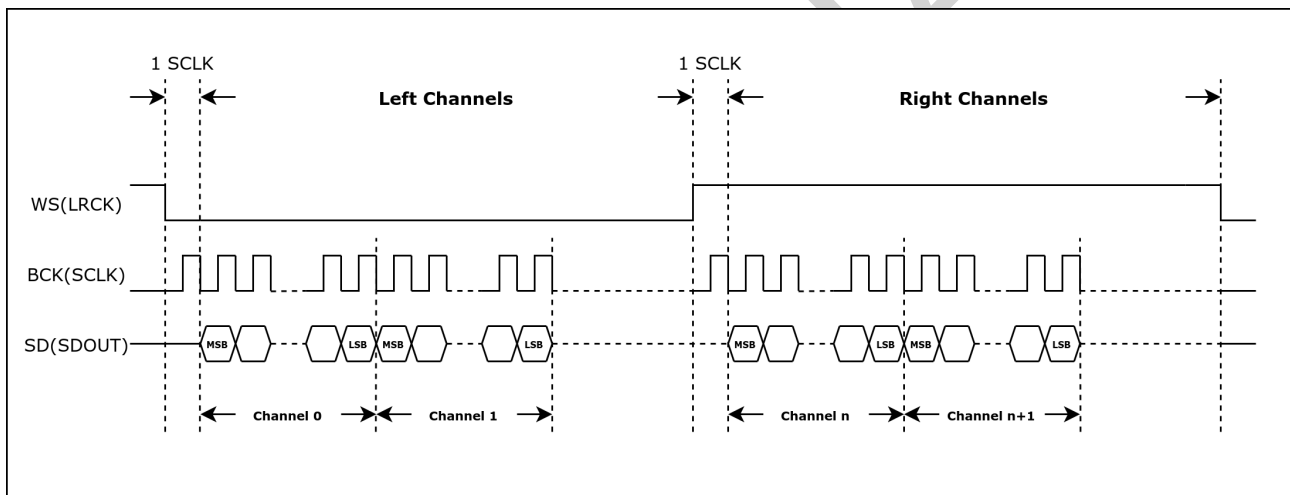 1 SCLK 1 SCLK
Left Channels Right Channels
WS(LRCK)
BCK(SCLK)
SD(SDOUT) MSB LSB MSB LSB MSB LSB MSB LSB
Channel 0 Channel 1 Channel n Channel n+1